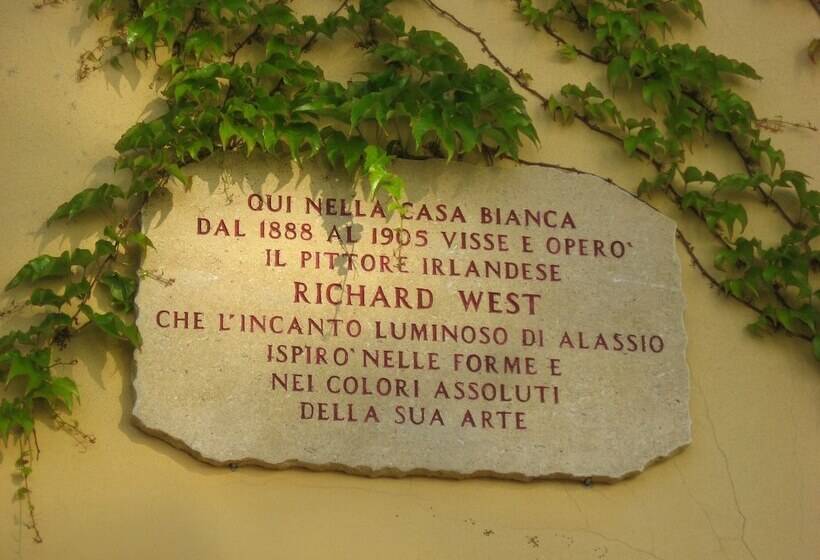 QUI NELLA CASA BIANCA
DAL 1888 AL 1905 VISSE E OPERO'
IL PITTORE IRLANDESE
RICHARD WEST
CHE L'INCANTO LUMINOSO DI ALASSIO
ISPIRO' NELLE FORME E
NEI COLORI ASSOLUTI
DELLA SUA ARTE